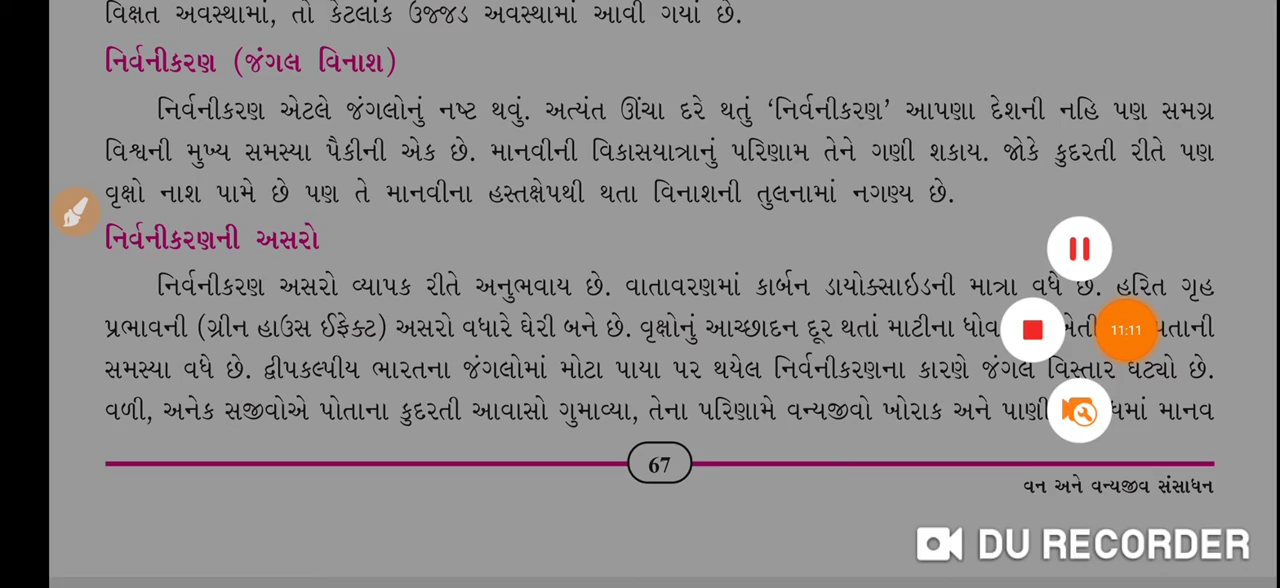 વિક્ષત અવસ્થામાં, તો કેટલાંક ઉજ્જડ અવસ્થામાં આવી ગયાં છે.
નિર્વનીકરણ (જંગલ વિનાશ)
નિર્વનીકરણ એટલે જંગલોનું નષ્ટ થવું. અત્યંત ઊંચા દરે થતું ‘નિર્વનીકરણ’ આપણા દેશની નહિ પણ સમગ્ર
વિશ્વની મુખ્ય સમસ્યા પૈકીની એક છે. માનવીની વિકાસયાત્રાનું પરિણામ તેને ગણી શકાય. જોકે કુદરતી રીતે પણ
વૃક્ષો નાશ પામે છે પણ તે માનવીના હસ્તક્ષેપથી થતા વિનાશની તુલનામાં નગણ્ય છે.
નિર્વનીકરણની અસરો
નિર્વનીકરણ અસરો વ્યાપક રીતે અનુભવાય છે. વાતાવરણમાં કાર્બન ડાયોક્સાઇડની માત્રા વધે છે. હરિત ગૃહ
પ્રભાવની (ગ્રીન હાઉસ ઈફેક્ટ) અસરો વધારે ઘેરી બને છે. વૃક્ષોનું આચ્છાદન દૂર થતાં માટીના
11:11
સમસ્યા વધે છે. દ્વીપકલ્પીય ભારતના જંગલોમાં મોટા પાયા પર થયેલ નિર્વનીકરણના કારણે જંગલ વિસ્તાર ઘટ્યો છે.
વળી, અનેક સજીવોએ પોતાના કુદરતી આવાસો ગુમાવ્યા, તેના પરિણામે વન્યજીવો ખોરાક અને માનવ
67
વન અને વન્યજીવ સંસાધન
DU RECORDER